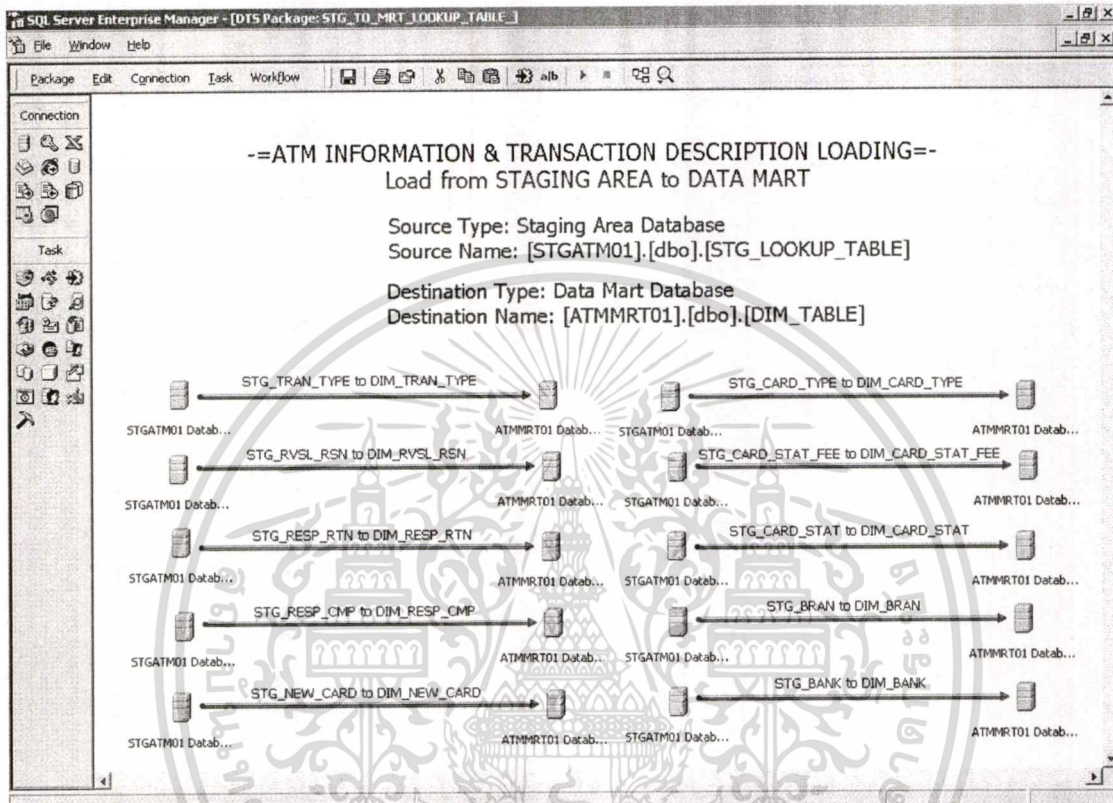 SQL Server Enterprise Manager - [DTS Package: STG_TO_MRT_LOOKUP_TABLE_]
File Window Help
Package Edit Connection Task Workflow
Connection
Task
-=ATM INFORMATION & TRANSACTION DESCRIPTION LOADING=-
Load from STAGING AREA to DATA MART
Source Type: Staging Area Database
Source Name: [STGATM01].[dbo].[STG_LOOKUP_TABLE]
Destination Type: Data Mart Database
Destination Name: [ATMMRT01].[dbo].[DIM_TABLE]
STG_TRAN_TYPE to DIM_TRAN_TYPE
STG_CARD_TYPE to DIM_CARD_TYPE
STGATM01 Datab...
ATMMRT01 Datab...
STGATM01 Datab...
ATMMRT01 Datab...
STG_RVSL_RSN to DIM_RVSL_RSN
STG_CARD_STAT_FEE to DIM_CARD_STAT_FEE
STGATM01 Datab...
ATMMRT01 Datab...
STGATM01 Datab...
ATMMRT01 Datab...
STG_RESP_RTN to DIM_RESP_RTN
STG_CARD_STAT to DIM_CARD_STAT
STGATM01 Datab...
ATMMRT01 Datab...
STGATM01 Datab...
ATMMRT01 Datab...
STG_RESP_CMP to DIM_RESP_CMP
STG_BRAN to DIM_BRAN
STGATM01 Datab...
ATMMRT01 Datab...
STGATM01 Datab...
ATMMRT01 Datab...
STG_NEW_CARD to DIM_NEW_CARD
STG_BANK to DIM_BANK
STGATM01 Datab...
ATMMRT01 Datab...
STGATM01 Datab...
ATMMRT01 Datab...